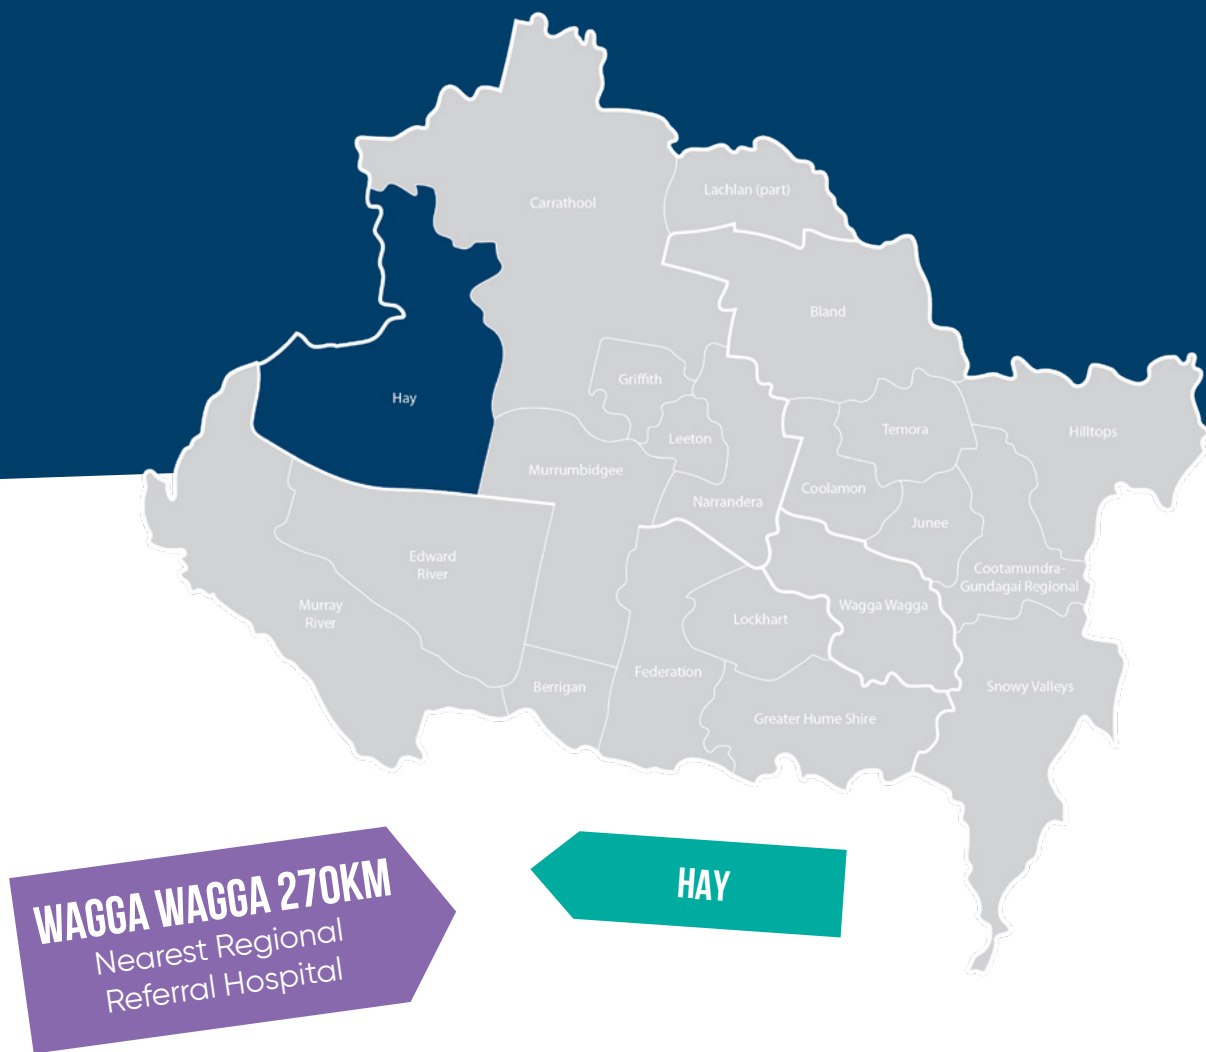 Lachlan (part)
Carrathool
Bland
Griffith
Hay
Temora
Hilltops
Leeton
Murrumbidgee
Coolamon
Narrandera
Junee
Edward
River
Cootamundra-
Gundagai Regional
Murray
River
Wagga Wagga
Lockhart
Federation
Berrigan
Snowy Valleys
Greater Hume Shire
WAGGA WAGGA 270KM
Nearest Regional
Referral Hospital
HAY